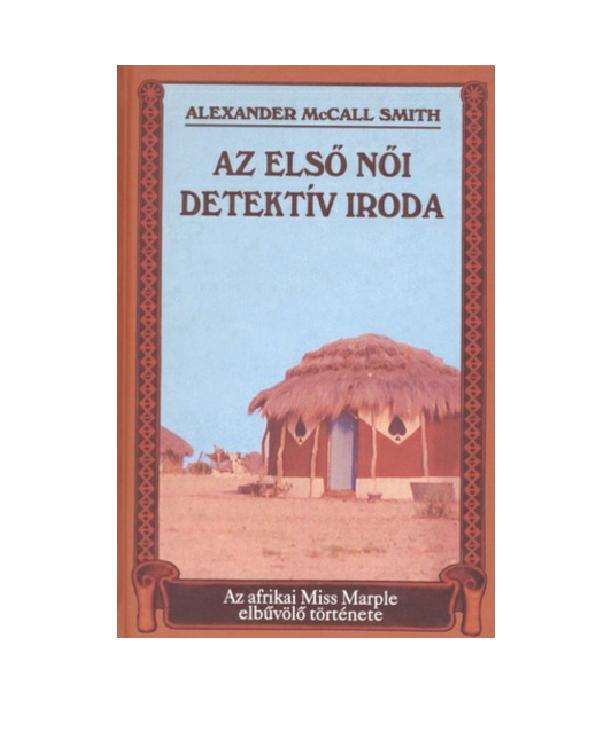 ALEXANDER McCALL SMITH
AZ ELSŐ NŐI
DETEKTÍV IRODA
Az afrikai Miss Marple
elbűvölő története